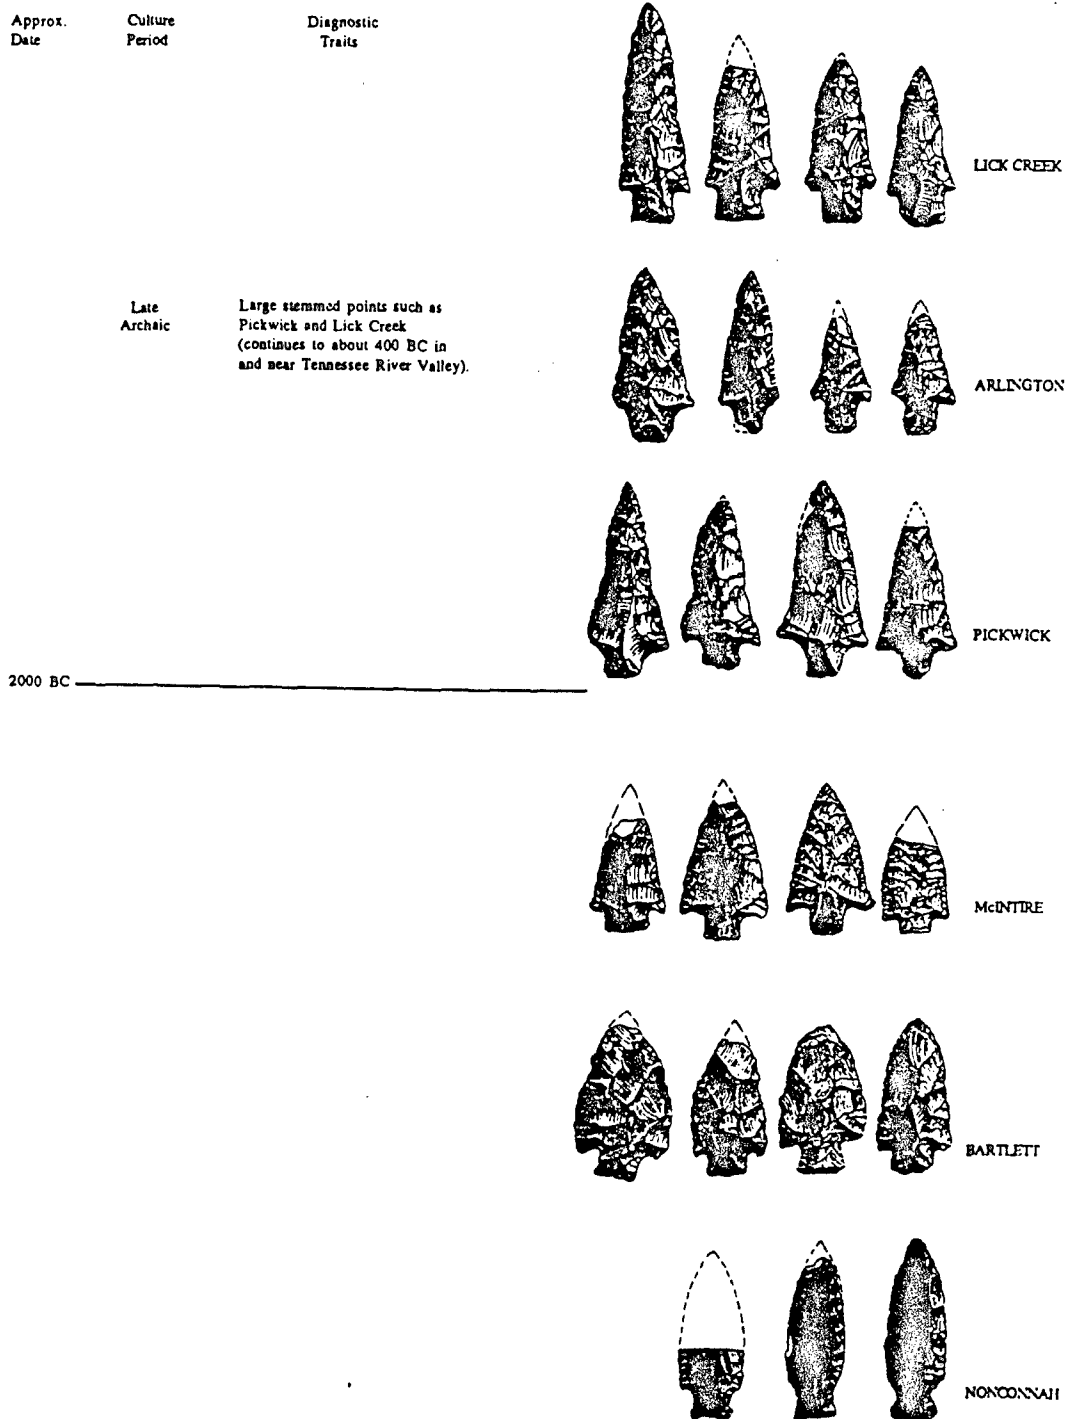 Approx. Culture Diagnostic
Date Period Traits
LICK CREEK
Late Large stemmed points such as
Archaic Pickwick and Lick Creek
(continues to about 400 BC in
and near Tennessee River Valley).
ARLINGTON
PICKWICK
2000 BC
McINTIRE
BARTLETT
NONCONNAH